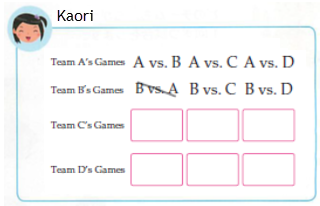 Kaori
Team A's Games A vs. B A vs. C A vs. D
Team B's Games B vs. A B vs. C B vs. D
Team C's Games
Team D's Games